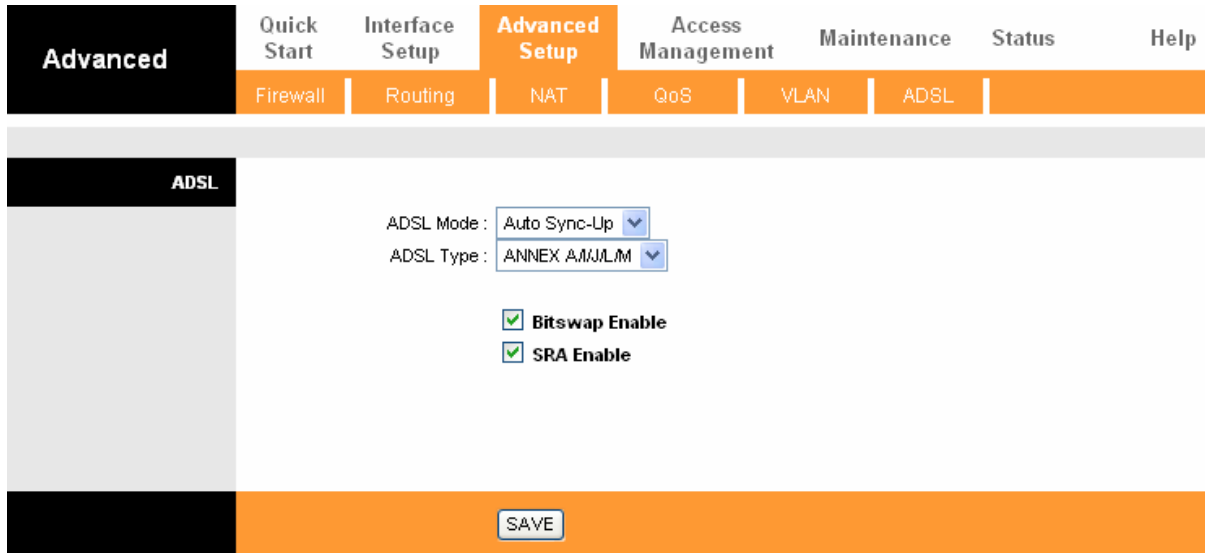 Advanced
Quick Start
Interface Setup
Advanced Setup
Access Management
Maintenance
Status
Help
Firewall
Routing
NAT
QoS
VLAN
ADSL
ADSL
ADSL Mode : Auto Sync-Up
ADSL Type : ANNEX A/I/J/L/M
Bitswap Enable
SRA Enable
SAVE